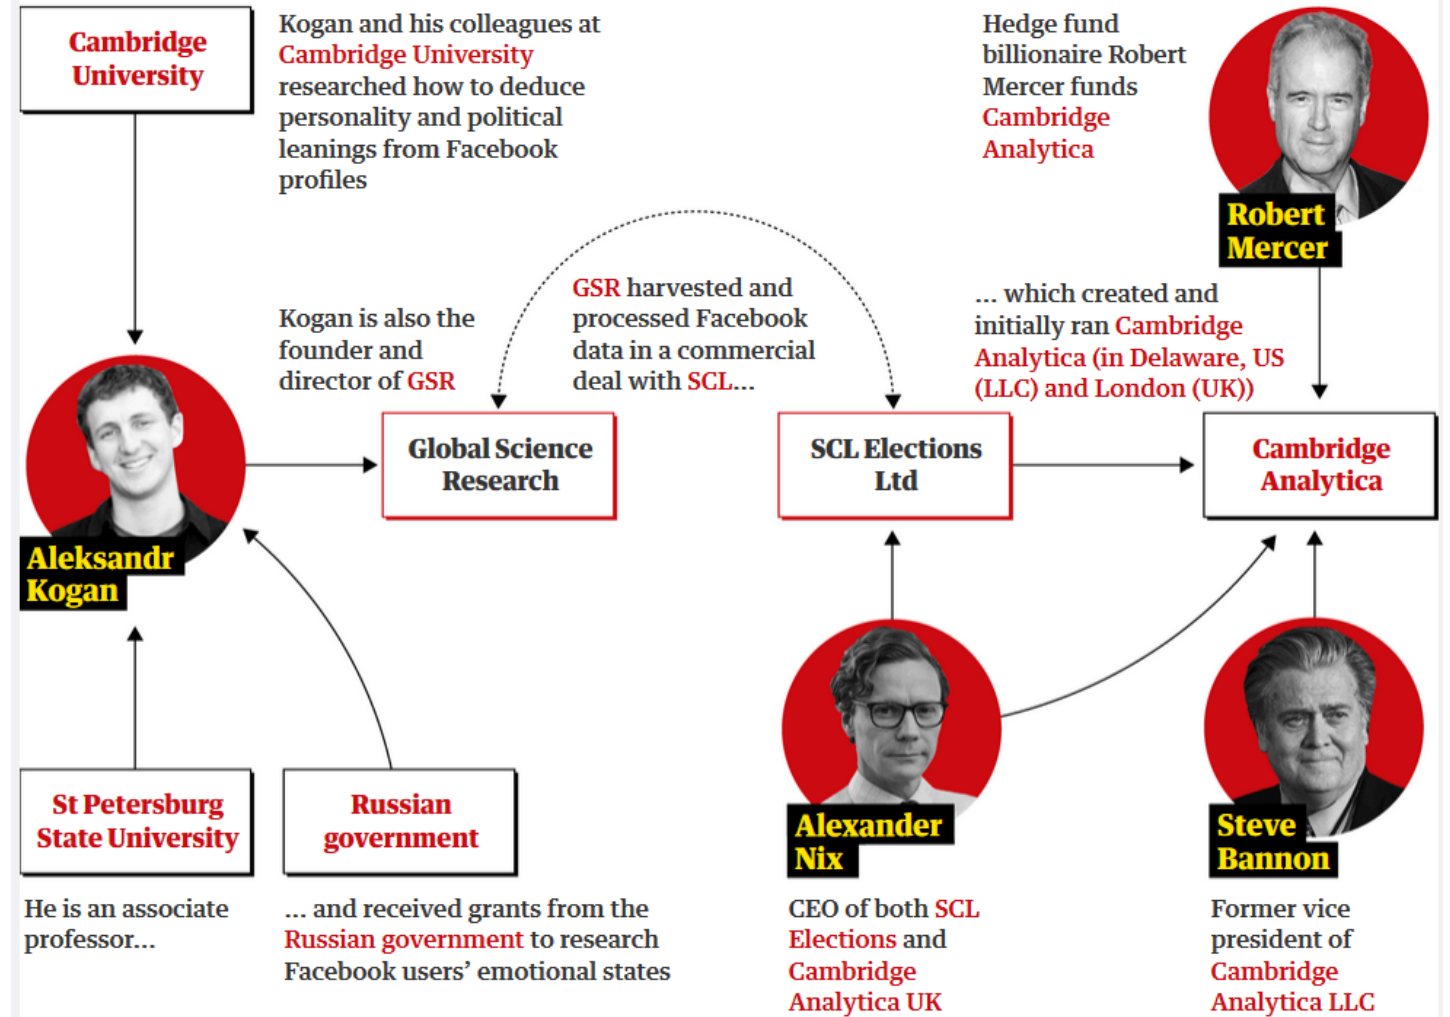 Cambridge
University
Kogan and his colleagues at
Cambridge University
researched how to deduce
personality and political
leanings from Facebook
profiles
Hedge fund
billionaire Robert
Mercer funds
Cambridge
Analytica
Robert
Mercer
Kogan is also the
founder and
director of GSR
GSR harvested and
processed Facebook
data in a commercial
deal with SCL...
... which created and
initially ran Cambridge
Analytica (in Delaware, US
(LLC) and London (UK))
Aleksandr
Kogan
Global Science
Research
SCL Elections
Ltd
Cambridge
Analytica
St Petersburg
State University
Russian
government
Alexander
Nix
Steve
Bannon
He is an associate
professor...
... and received grants from the
Russian government to research
Facebook users’ emotional states
CEO of both SCL
Elections and
Cambridge
Analytica UK
Former vice
president of
Cambridge
Analytica LLC